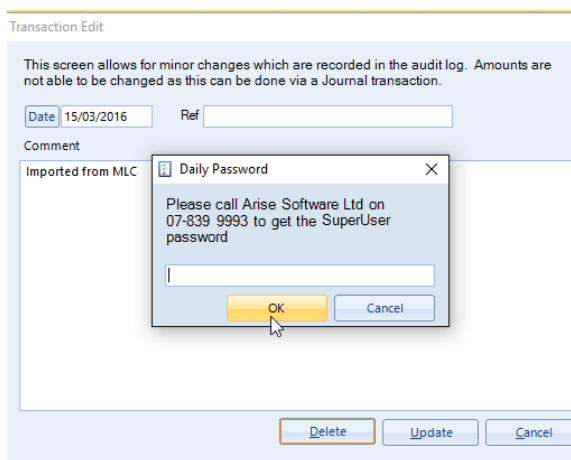 Transaction Edit
This screen allows for minor changes which are recorded in the audit log. Amounts are
not able to be changed as this can be done via a Journal transaction.
Date 15/03/2016 Ref
Comment
Imported from MLC
Daily Password
Please call Arise Software Ltd on
07-839 9993 to get the SuperUser
password
OK Cancel
Delete Update Cancel